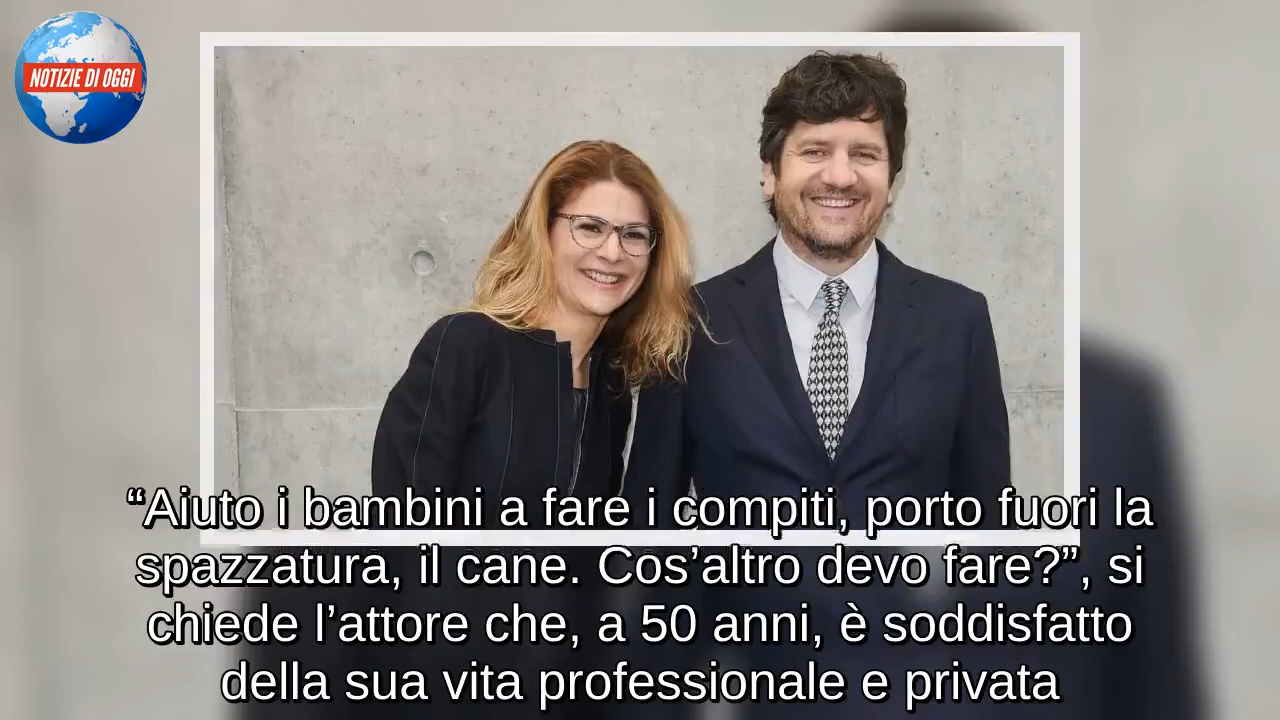 NOTIZIE DI OGGI
“Aiuto i bambini a fare i compiti, porto fuori la
spazzatura, il cane. Cos’altro devo fare?”, si
chiede l’attore che, a 50 anni, è soddisfatto
della sua vita professionale e privata